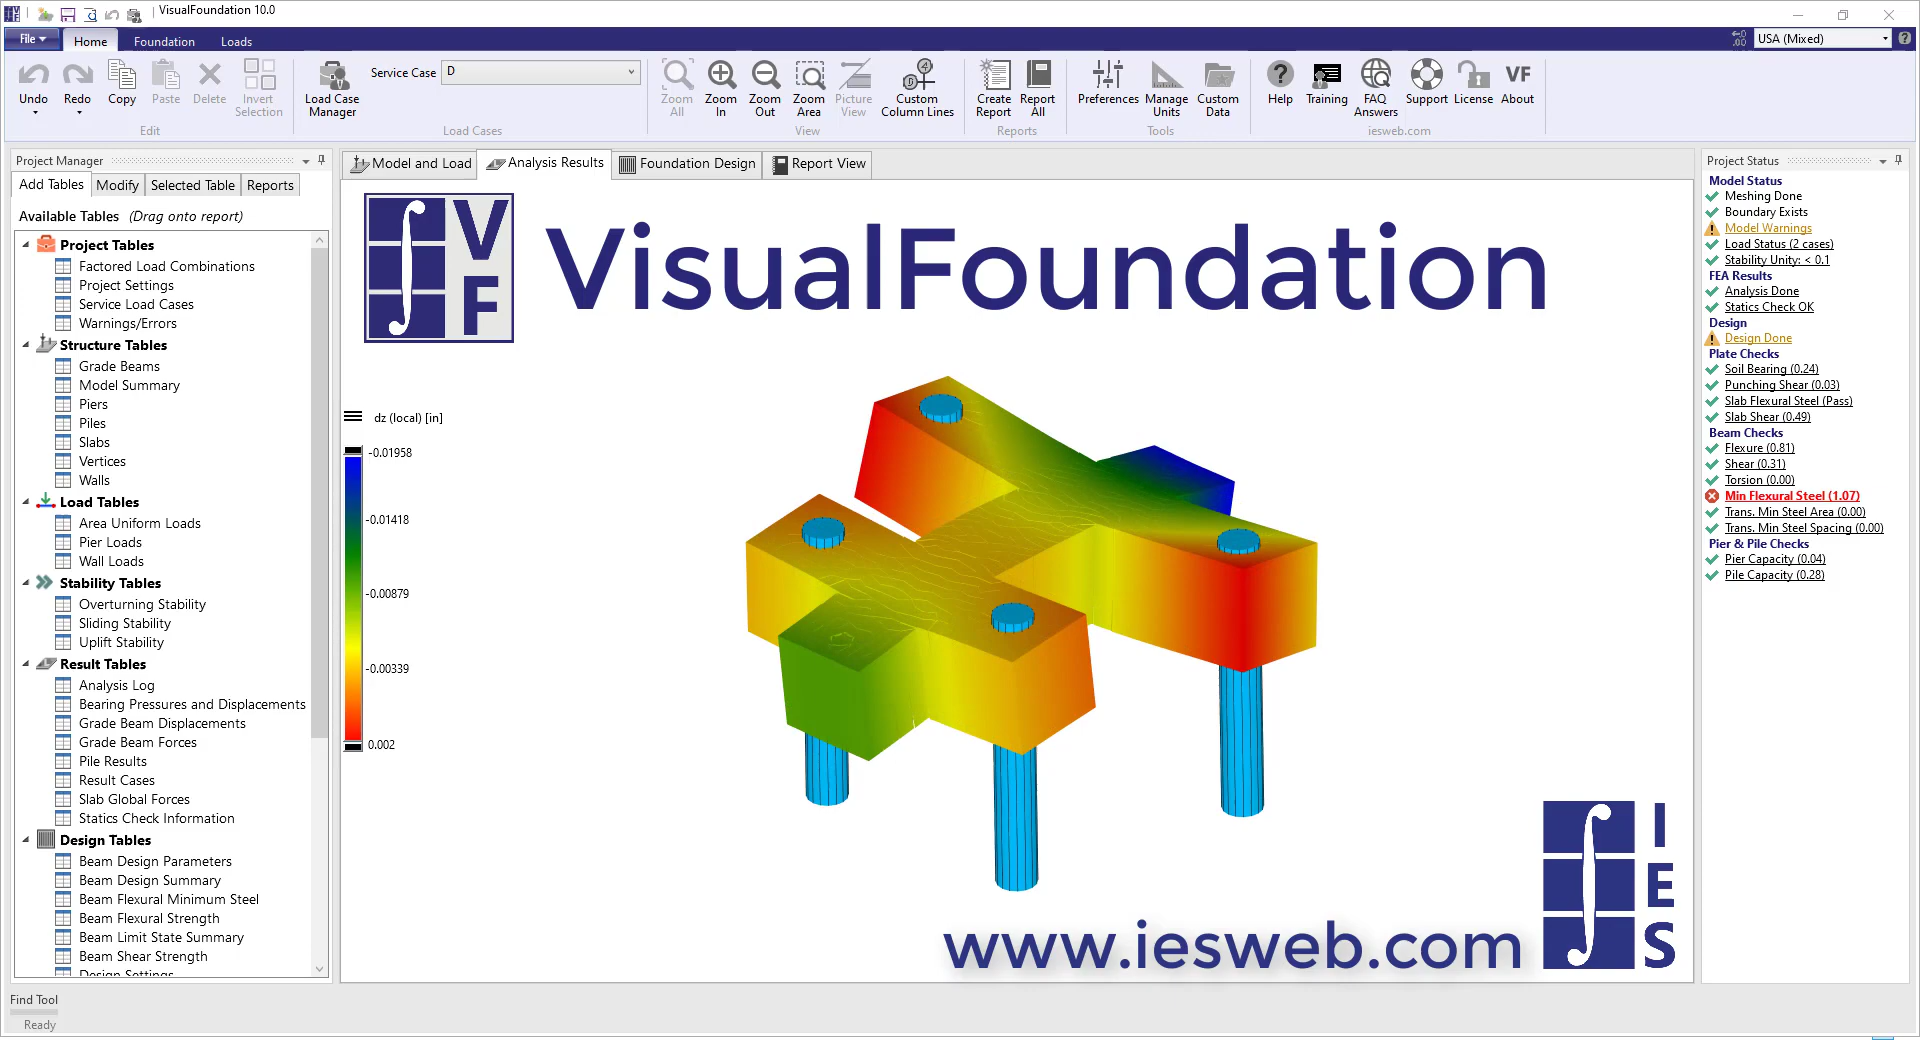 VisualFoundation 10.0
File
Home
Foundation
Loads
USA (Mixed)
Undo
Redo
Copy
Paste
Delete
Invert Selection
Edit
Load Case Manager
Service Case
D
Load Cases
Zoom All
Zoom In
Zoom Out
Zoom Area
Picture View
Custom Column Lines
View
Create Report
Report All
Reports
Preferences
Manage Units
Custom Data
Tools
Help
Training
FAQ Answers
Support
License
VF
About
iesweb.com
Project Manager
Add Tables
Modify
Selected Table
Reports
Available Tables (Drag onto report)
Project Tables
Factored Load Combinations
Project Settings
Service Load Cases
Warnings/Errors
Structure Tables
Grade Beams
Model Summary
Piers
Piles
Slabs
Vertices
Walls
Load Tables
Area Uniform Loads
Pier Loads
Wall Loads
Stability Tables
Overturning Stability
Sliding Stability
Uplift Stability
Result Tables
Analysis Log
Bearing Pressures and Displacements
Grade Beam Displacements
Grade Beam Forces
Pile Results
Result Cases
Slab Global Forces
Statics Check Information
Design Tables
Beam Design Parameters
Beam Design Summary
Beam Flexural Minimum Steel
Beam Flexural Strength
Beam Limit State Summary
Beam Shear Strength
Design Settings
Find Tool
Ready
Model and Load
Analysis Results
Foundation Design
Report View
VF
VisualFoundation
dz (local) [in]
-0.01958
-0.01418
-0.00879
-0.00339
0.002
www.iesweb.com
IES
Project Status
Model Status
Meshing Done
Boundary Exists
Model Warnings
Load Status (2 cases)
Stability Unity: < 0.1
FEA Results
Analysis Done
Statics Check OK
Design
Design Done
Plate Checks
Soil Bearing (0.24)
Punching Shear (0.03)
Slab Flexural Steel (Pass)
Slab Shear (0.49)
Beam Checks
Flexure (0.81)
Shear (0.31)
Torsion (0.00)
Min Flexural Steel (1.07)
Trans. Min Steel Area (0.00)
Trans. Min Steel Spacing (0.00)
Pier & Pile Checks
Pier Capacity (0.04)
Pile Capacity (0.28)